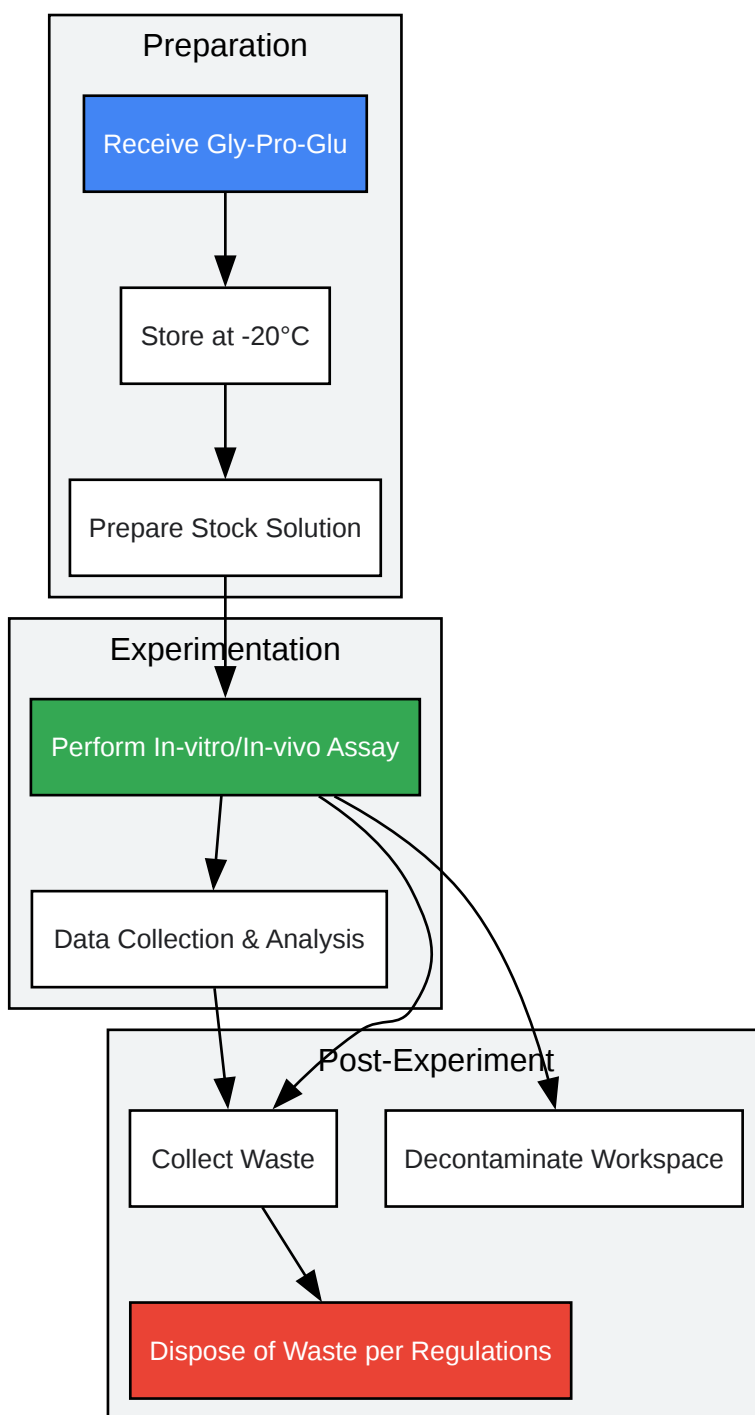 Preparation
Receive Gly-Pro-Glu
Store at -20°C
Prepare Stock Solution
Experimentation
Perform In-vitro/In-vivo Assay
Data Collection & Analysis
Post-Experiment
Collect Waste
Decontaminate Workspace
Dispose of Waste per Regulations